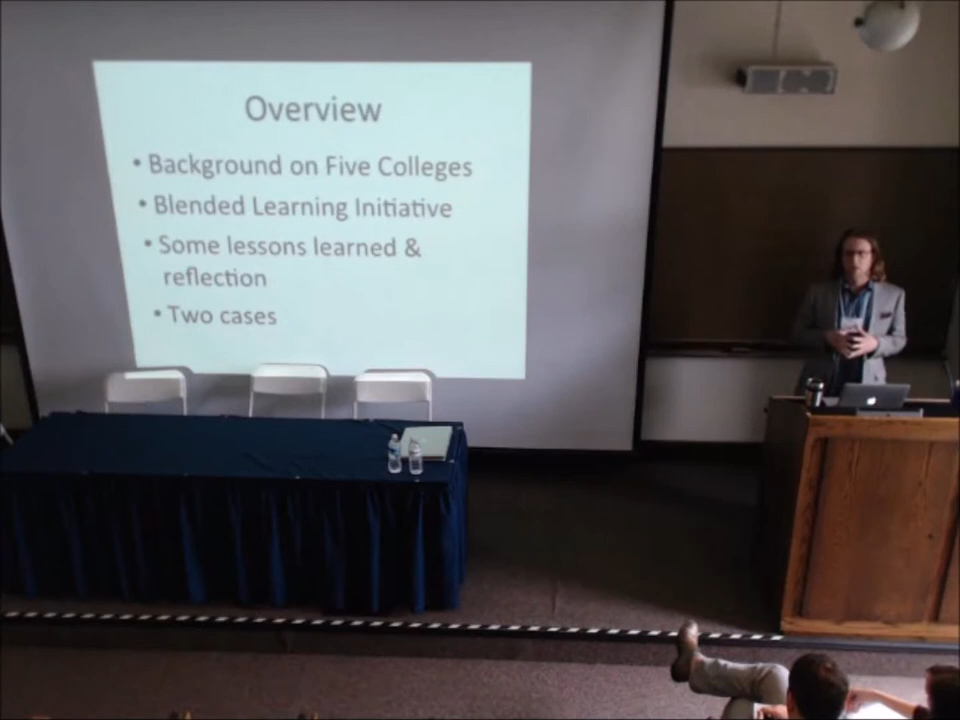 Overview
• Background on Five Colleges
• Blended Learning Initiative
• Some lessons learned &
reflection
• Two cases